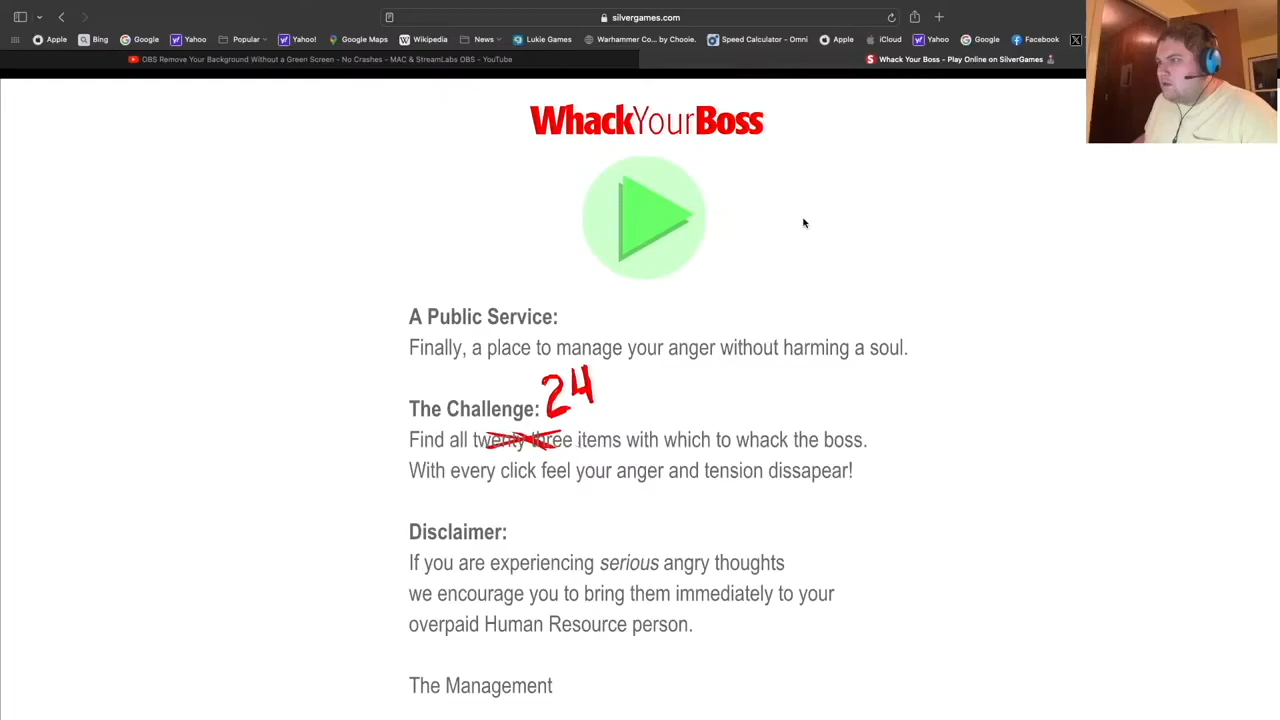 silvergames.com
Apple Bing Google Yahoo Popular Yahoo! Google Maps Wikipedia News Lukie Games Warhammer Co... by Chooie. Speed Calculator - Omni Apple iCloud Yahoo Google Facebook X
OBS Remove Your Background Without a Green Screen - No Crashes - MAC & StreamLabs OBS - YouTube
Whack Your Boss - Play Online on SilverGames
WhackYourBoss
A Public Service:
Finally, a place to manage your anger without harming a soul.
24
The Challenge:
Find all twenty three items with which to whack the boss.
With every click feel your anger and tension dissapear!
Disclaimer:
If you are experiencing serious angry thoughts
we encourage you to bring them immediately to your
overpaid Human Resource person.
The Management